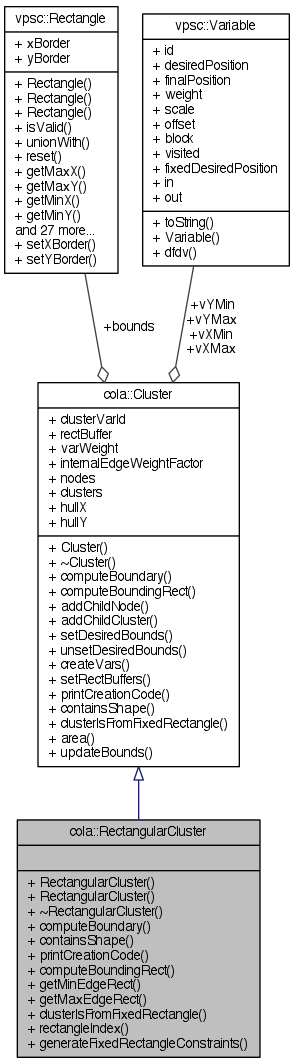 vpsc::Rectangle
+ xBorder
+ yBorder
+ Rectangle()
+ Rectangle()
+ Rectangle()
+ isValid()
+ unionWith()
+ reset()
+ getMaxX()
+ getMaxY()
+ getMinX()
+ getMinY()
and 27 more...
+ setXBorder()
+ setYBorder()
vpsc::Variable
+ id
+ desiredPosition
+ finalPosition
+ weight
+ scale
+ offset
+ block
+ visited
+ fixedDesiredPosition
+ in
+ out
+ toString()
+ Variable()
+ dfdv()
+bounds
+vYMin
+vYMax
+vXMin
+vXMax
cola::Cluster
+ clusterVarId
+ rectBuffer
+ varWeight
+ internalEdgeWeightFactor
+ nodes
+ clusters
+ hullX
+ hullY
+ Cluster()
+ ~Cluster()
+ computeBoundary()
+ computeBoundingRect()
+ addChildNode()
+ addChildCluster()
+ setDesiredBounds()
+ unsetDesiredBounds()
+ createVars()
+ setRectBuffers()
+ printCreationCode()
+ containsShape()
+ clusterIsFromFixedRectangle()
+ area()
+ updateBounds()
cola::RectangularCluster
+ RectangularCluster()
+ RectangularCluster()
+ ~RectangularCluster()
+ computeBoundary()
+ containsShape()
+ printCreationCode()
+ computeBoundingRect()
+ getMinEdgeRect()
+ getMaxEdgeRect()
+ clusterIsFromFixedRectangle()
+ rectangleIndex()
+ generateFixedRectangleConstraints()